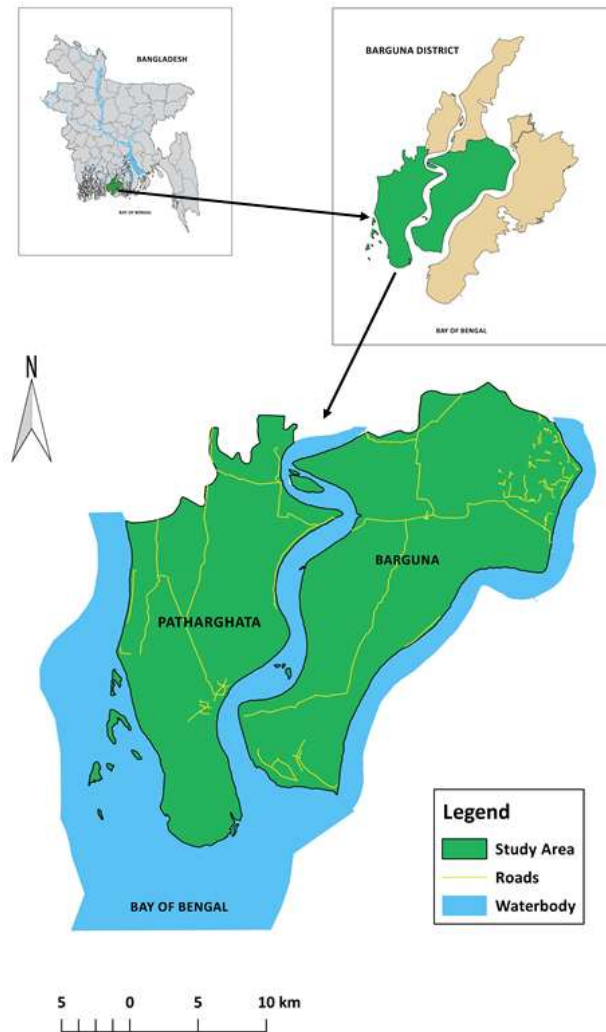 BANGLADESH
BAY OF BENGAL
BARGUNA DISTRICT
BAY OF BENGAL
N
BARGUNA
PATHARGHATA
BAY OF BENGAL
Legend
Study Area
Roads
Waterbody
5 0 5 10 km